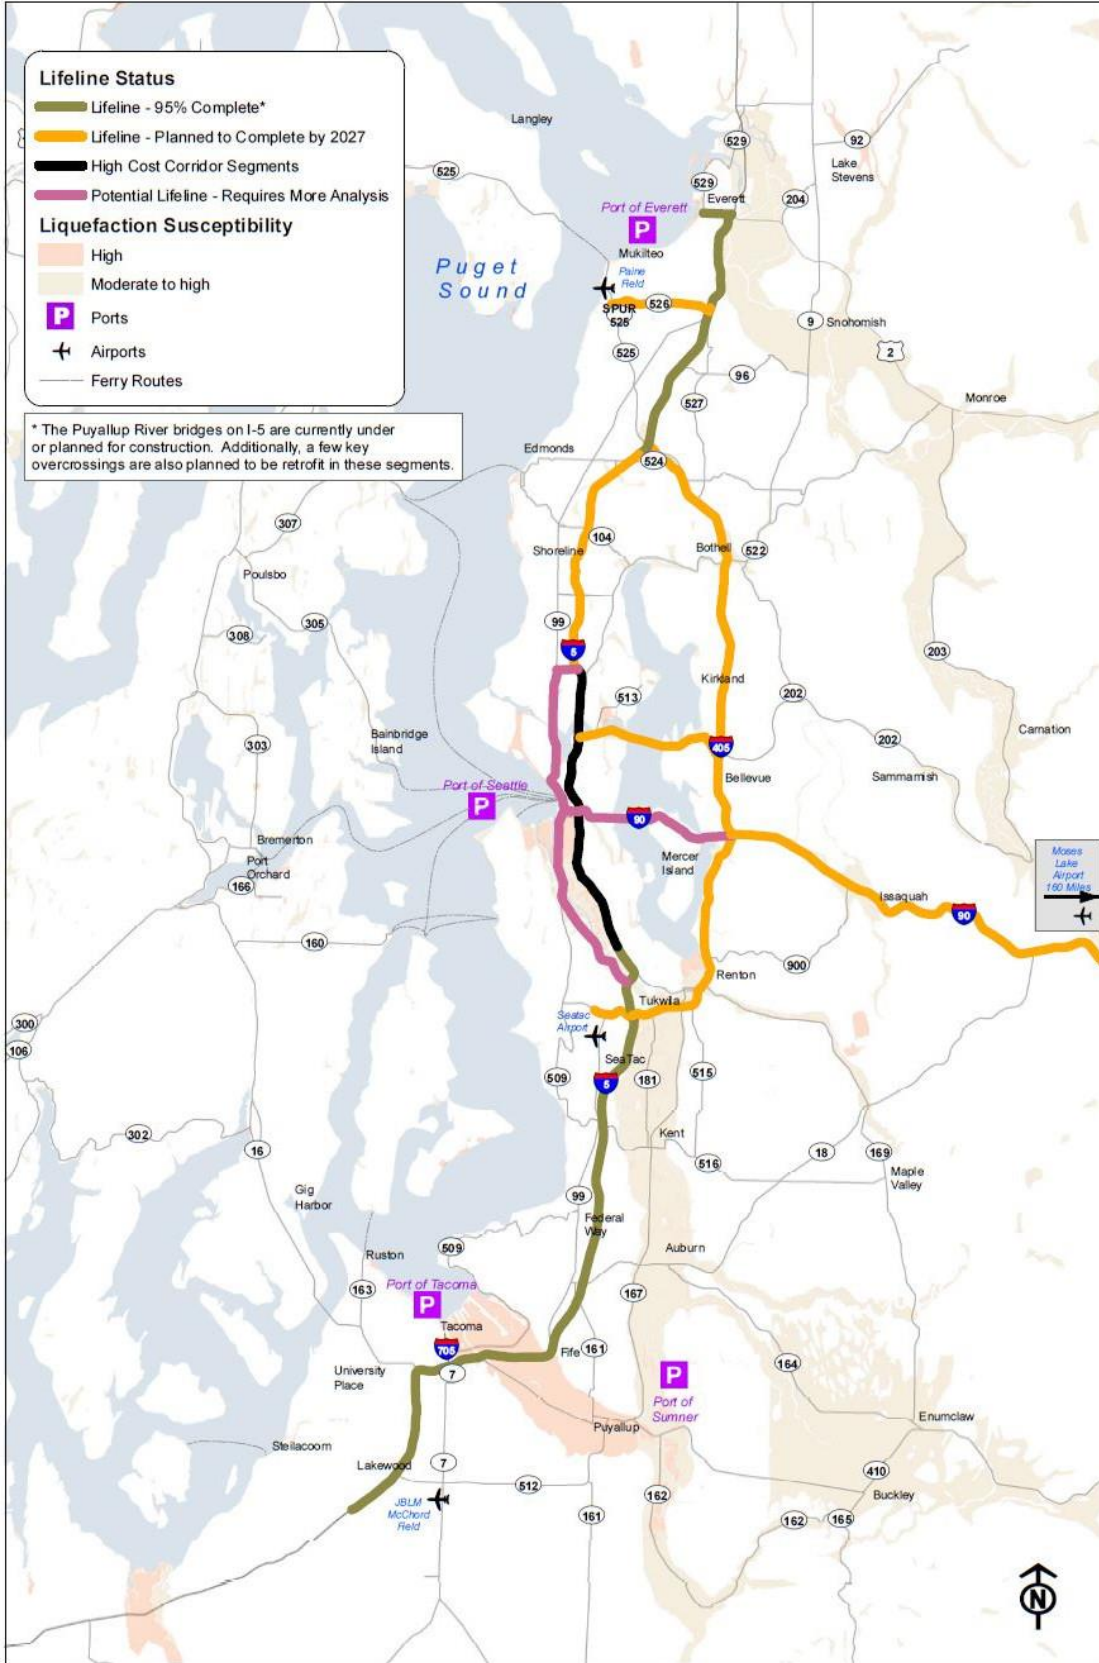 Lifeline Status
Lifeline - 95% Complete*
Lifeline - Planned to Complete by 2027
High Cost Corridor Segments
Potential Lifeline - Requires More Analysis
Liquefaction Susceptibility
High
Moderate to high
P Ports
Airports
Ferry Routes
* The Puyallup River bridges on I-5 are currently under
or planned for construction. Additionally, a few key
overcrossings are also planned to be retrofit in these segments.
Langley
529
92
Lake
Stevens
525
529
Everett
204
Port of Everett
P
Mukilteo
Puget
Sound
Paine
Field
SPUR
525
526
9
Snohomish
525
2
96
527
Monroe
Edmonds
524
307
104
Shoreline
Bothell
522
Poulsbo
305
308
99
5
203
Kirkland
513
202
303
Bainbridge
Island
405
202
Carnation
Bellevue
Sammamish
Port of Seattle
P
90
Bremerton
Port
Orchard
166
Mercer
Island
Moses
Lake
Airport
160 Miles
Issaquah
90
160
900
Renton
Tukwila
300
106
Seatac
Airport
SeaTac
509
5
181
515
302
16
Kent
516
18
169
Maple
Valley
Gig
Harbor
99
Federal
Way
Ruston
509
Auburn
163
Port of Tacoma
P
167
Tacoma
705
Fife
161
7
University
Place
P
Port of
Sumner
164
Puyallup
Enumclaw
Steilacoom
Lakewood
7
512
410
Buckley
JBLM
McChord
Field
162
161
162
165
N